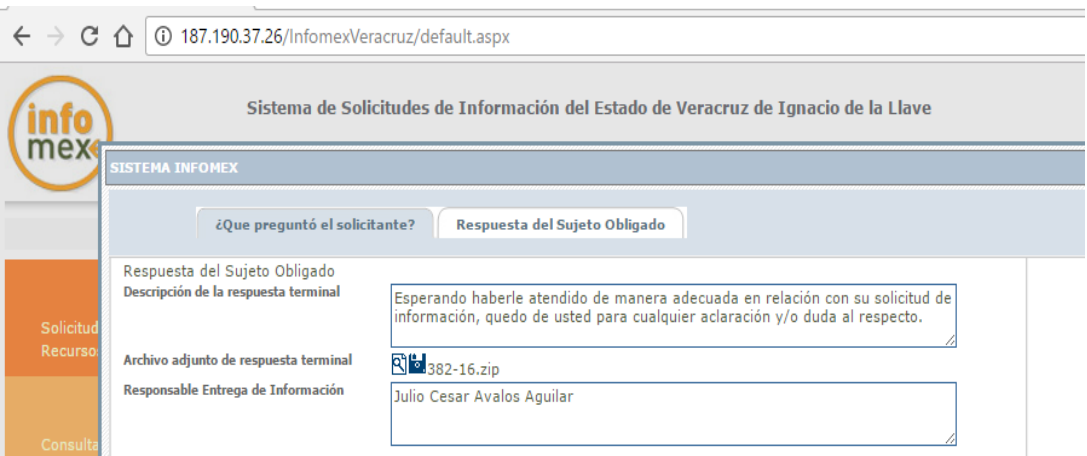 187.190.37.26/InfomexVeracruz/default.aspx
info
mex
Sistema de Solicitudes de Información del Estado de Veracruz de Ignacio de la Llave
SISTEMA INFOMEX
¿Que preguntó el solicitante?
Respuesta del Sujeto Obligado
Respuesta del Sujeto Obligado
Descripción de la respuesta terminal
Esperando haberle atendido de manera adecuada en relación con su solicitud de
información, quedo de usted para cualquier aclaración y/o duda al respecto.
Archivo adjunto de respuesta terminal
382-16.zip
Responsable Entrega de Información
Julio Cesar Avalos Aguilar
Solicitud
Recurso
Consulta